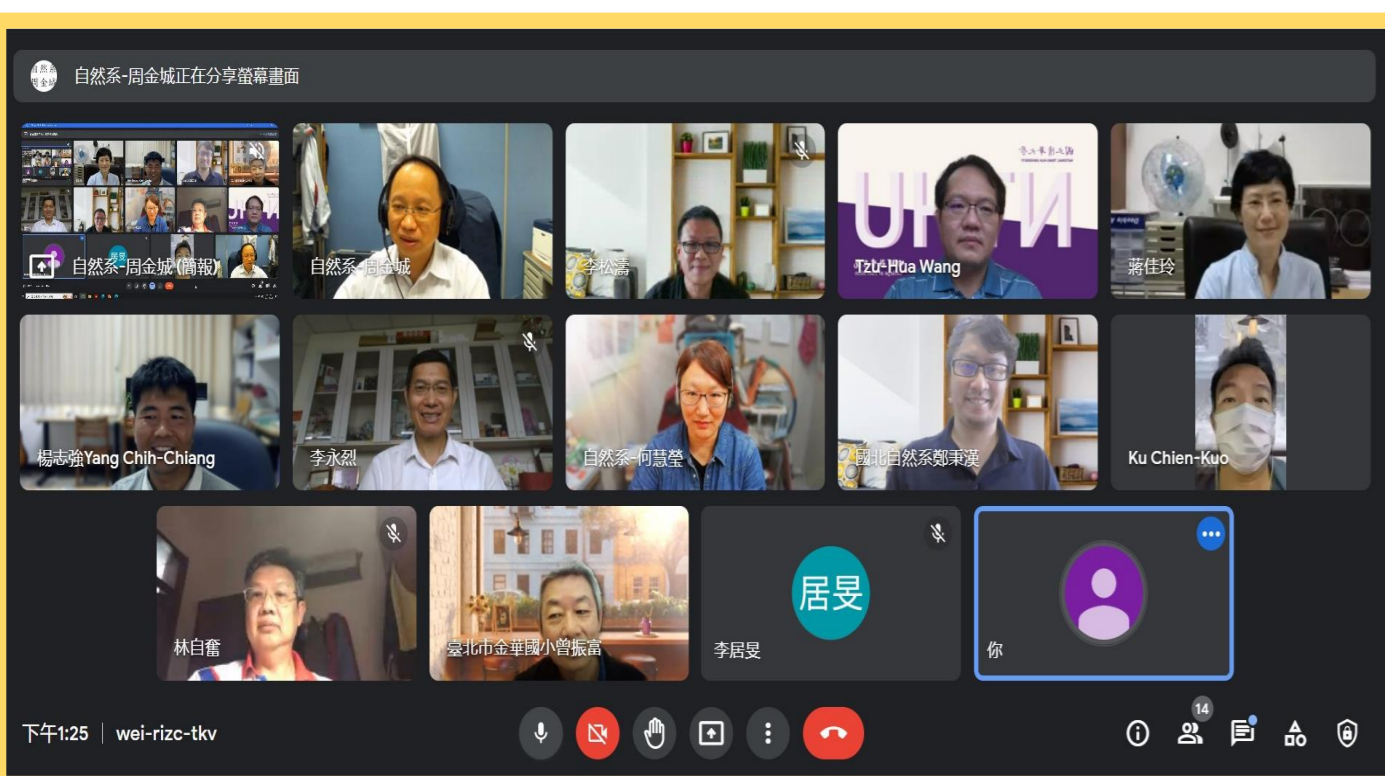 自然系-周金城正在分享螢幕畫面
自然系-周金城 (簡報)
自然系-周金城
李松濤
NTHU
Tzu-Hua Wang
蔣佳玲
楊志強Yang Chih-Chiang
李永烈
自然系-何慧瑩
國北自然系鄭秉漢
Ku Chien-Kuo
林自奮
臺北市金華國小曾振富
居旻
李居旻
你
下午1:25
wei-rizc-tkv
14